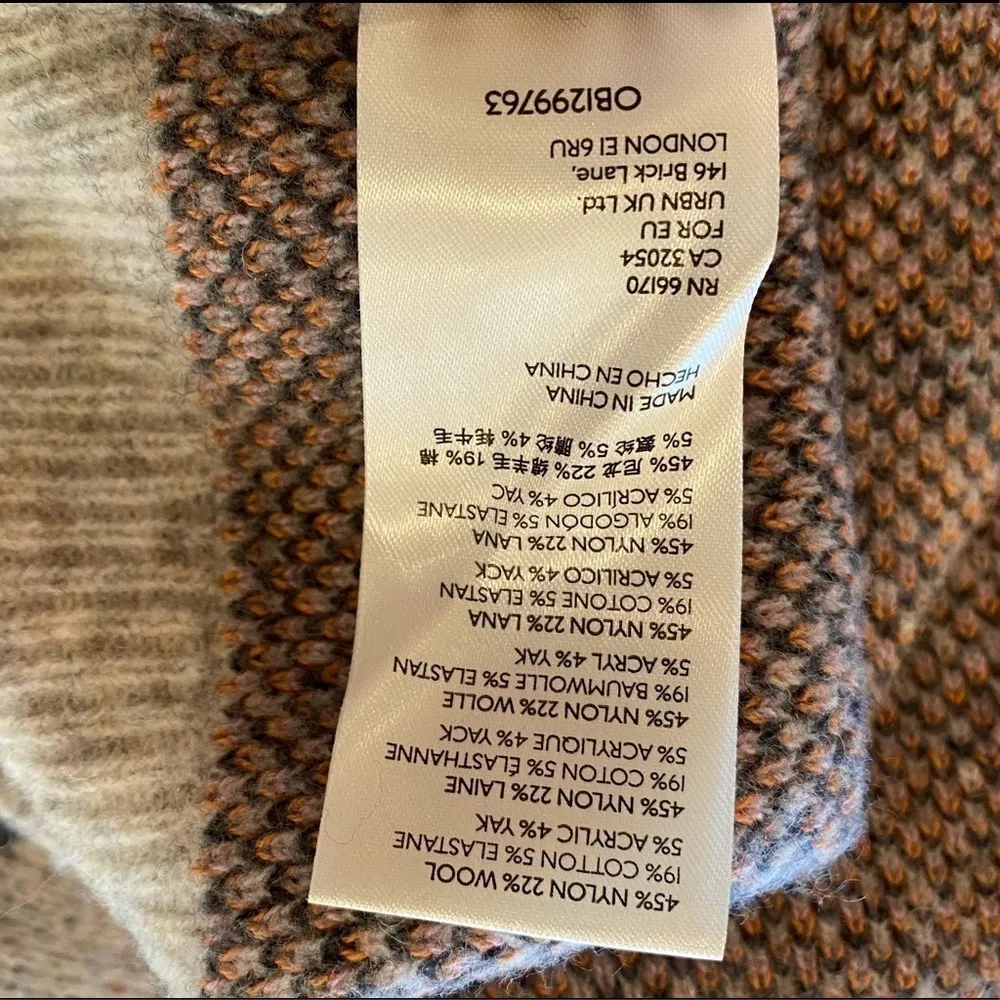 45% NYLON 22% WOOL
19% COTTON 5% ELASTANE
5% ACRYLIC 4% YAK
45% NYLON 22% LAINE
19% COTON 5% ÉLASTHANNE
5% ACRYLIQUE 4% YACK
45% NYLON 22% WOLLE
19% BAUMWOLLE 5% ELASTAN
5% ACRYL 4% YAK
45% NYLON 22% LANA
19% COTONE 5% ELASTAN
5% ACRILICO 4% YACK
45% NYLON 22% LANA
19% ALGODÓN 5% ELASTANE
5% ACRÍLICO 4% YAC
45% 尼龙 22% 绵羊毛 19% 棉
5% 氨纶 5% 腈纶 4% 牦牛毛
MADE IN CHINA
HECHO EN CHINA
RN 66170
CA 32054
FOR EU
URBN UK Ltd.
146 Brick Lane,
LONDON E1 6RU
OB1299763